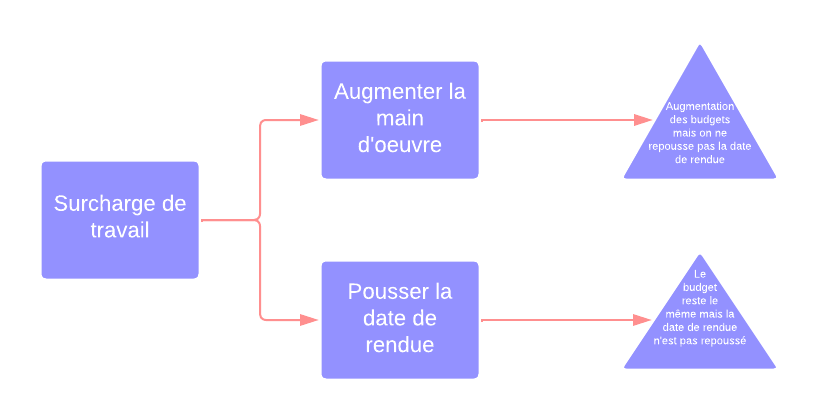 Surcharge de
travail
Augmenter la
main
d'oeuvre
Augmentation
des budgets
mais on ne
repousse pas la date
de rendue
Pousser la
date de
rendue
Le
budget
reste le
même mais la
date de rendue
n'est pas repoussé